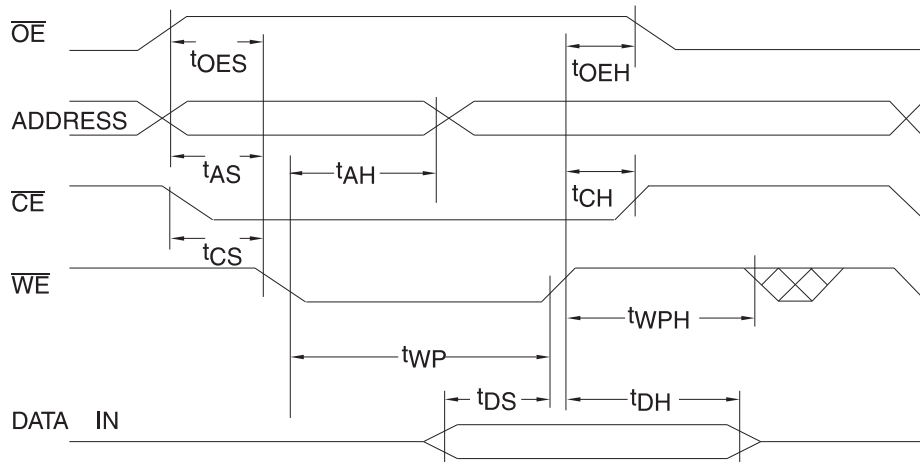 OE
tOES
tOEH
ADDRESS
tAS
tAH
tCH
CE
tCS
WE
tWPH
tWP
tDS
tDH
DATA IN